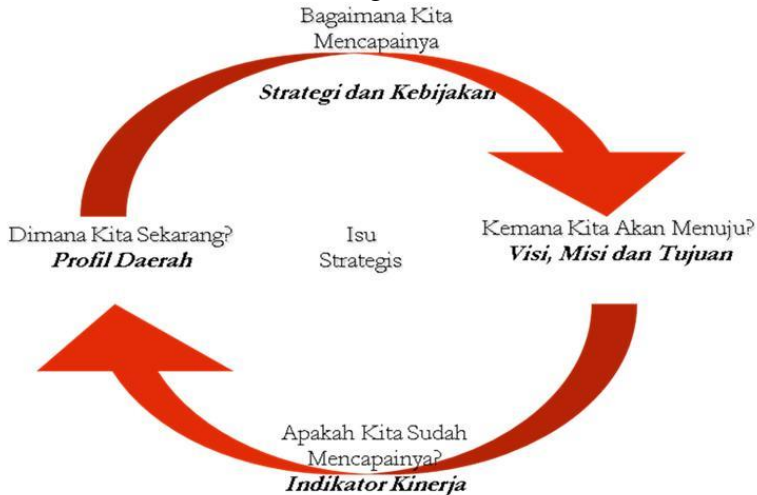 Bagaimana Kita
Mencapainya
Strategi dan Kebijakan
Dimana Kita Sekarang?
Profil Daerah
Isu
Strategis
Kemana Kita Akan Menuju?
Visi, Misi dan Tujuan
Apakah Kita Sudah
Mencapainya?
Indikator Kinerja